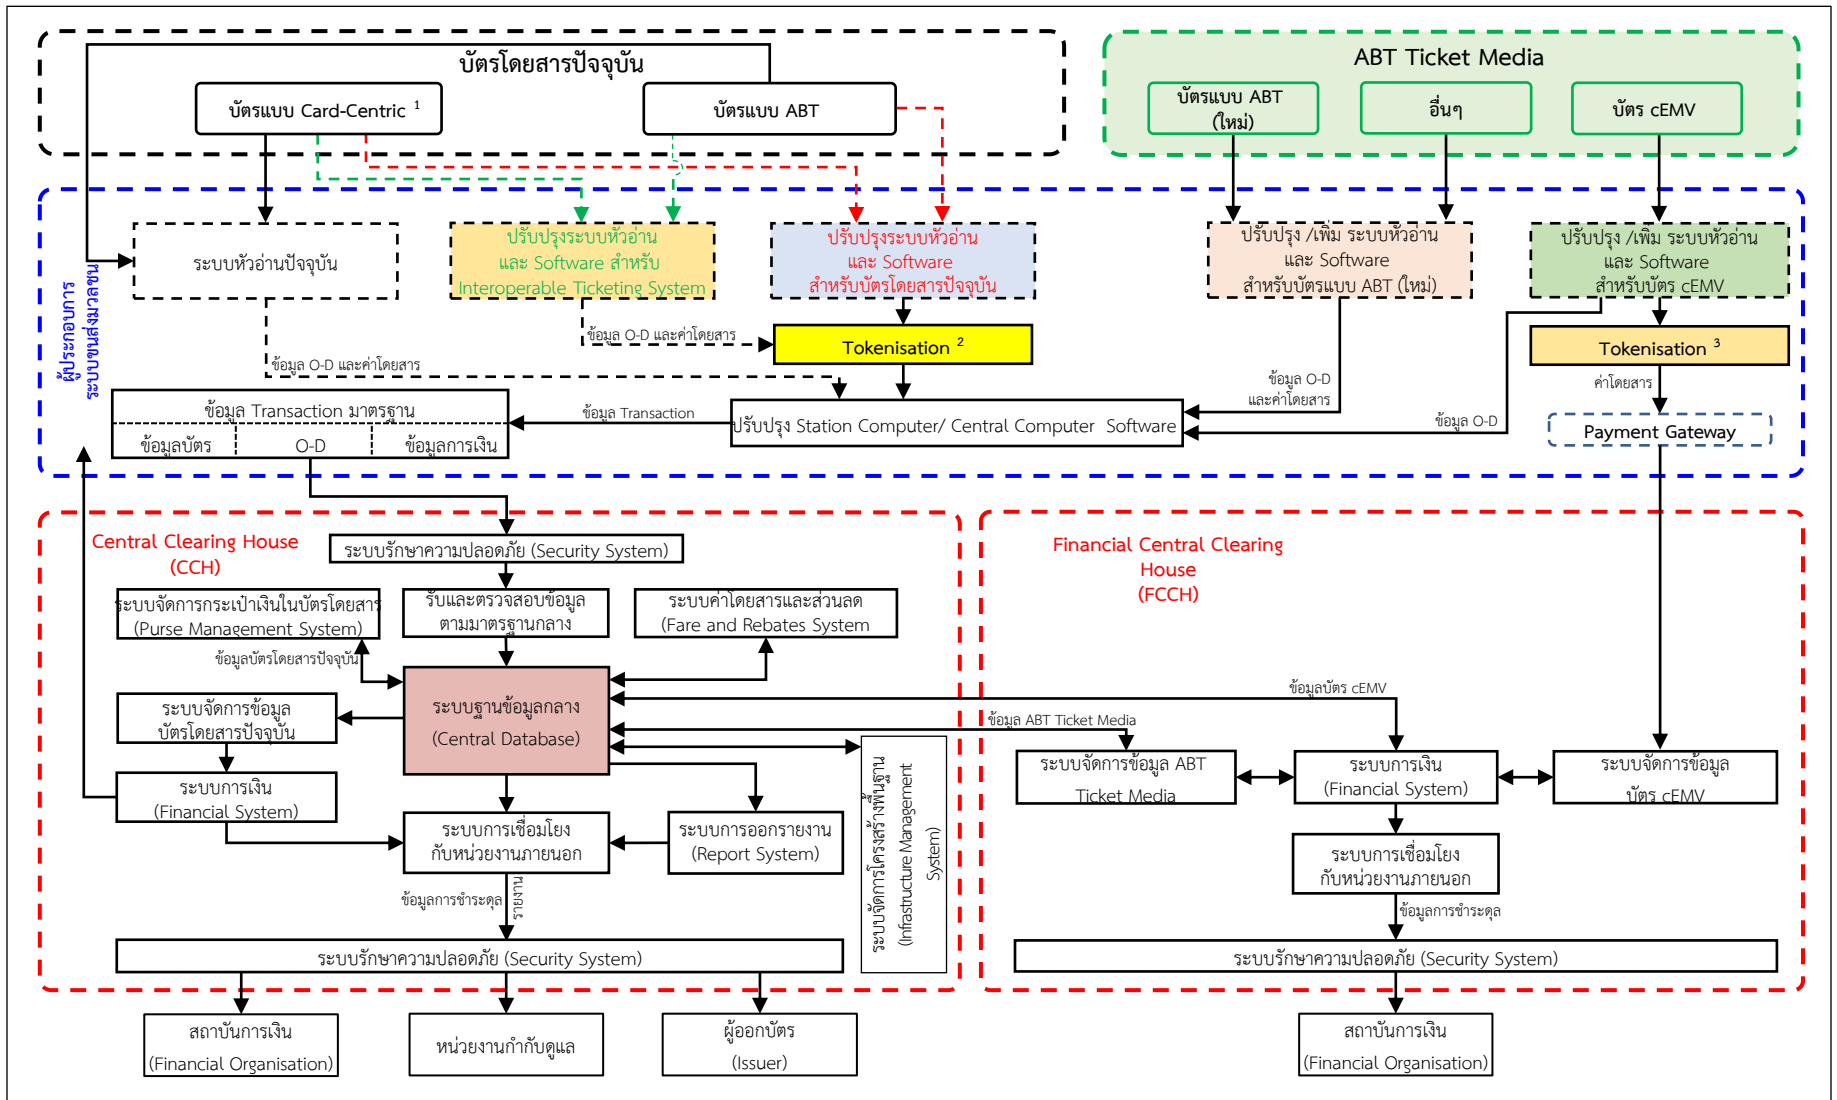 บัตรโดยสารปัจจุบัน
บัตรแบบ Card-Centric 1
บัตรแบบ ABT
ABT Ticket Media
บัตรแบบ ABT
(ใหม่)
อื่นๆ
บัตร cEMV
ผู้ประกอบการ
ระบบขนส่งมวลชน
ระบบหัวอ่านปัจจุบัน
ปรับปรุงระบบหัวอ่าน
และ Software สำหรับ
Interoperable Ticketing System
ปรับปรุงระบบหัวอ่าน
และ Software
สำหรับบัตรโดยสารปัจจุบัน
ปรับปรุง /เพิ่ม ระบบหัวอ่าน
และ Software
สำหรับบัตรแบบ ABT (ใหม่)
ปรับปรุง /เพิ่ม ระบบหัวอ่าน
และ Software
สำหรับบัตร cEMV
ข้อมูล O-D และค่าโดยสาร
ข้อมูล O-D และค่าโดยสาร
Tokenisation 2
Tokenisation 3
ข้อมูล O-D
และค่าโดยสาร
ค่าโดยสาร
ข้อมูล Transaction มาตรฐาน
ข้อมูลบัตร
O-D
ข้อมูลการเงิน
ข้อมูล Transaction
ปรับปรุง Station Computer/ Central Computer Software
ข้อมูล O-D
Payment Gateway
Central Clearing House
(CCH)
ระบบรักษาความปลอดภัย (Security System)
ระบบจัดการกระเป๋าเงินในบัตรโดยสาร
(Purse Management System)
รับและตรวจสอบข้อมูล
ตามมาตรฐานกลาง
ระบบค่าโดยสารและส่วนลด
(Fare and Rebates System
ข้อมูลบัตรโดยสารปัจจุบัน
ระบบฐานข้อมูลกลาง
(Central Database)
ระบบจัดการข้อมูล
บัตรโดยสารปัจจุบัน
ระบบการเงิน
(Financial System)
ระบบการเชื่อมโยง
กับหน่วยงานภายนอก
ระบบการออกรายงาน
(Report System)
ระบบจัดการโครงสร้างพื้นฐาน
(Infrastructure Management
System)
ข้อมูลการชำระดุล
รายงาน
ระบบรักษาความปลอดภัย (Security System)
สถาบันการเงิน
(Financial Organisation)
หน่วยงานกำกับดูแล
ผู้ออกบัตร
(Issuer)
Financial Central Clearing
House
(FCCH)
ข้อมูลบัตร cEMV
ข้อมูล ABT Ticket Media
ระบบจัดการข้อมูล ABT
Ticket Media
ระบบการเงิน
(Financial System)
ระบบจัดการข้อมูล
บัตร cEMV
ระบบการเชื่อมโยง
กับหน่วยงานภายนอก
ข้อมูลการชำระดุล
ระบบรักษาความปลอดภัย (Security System)
สถาบันการเงิน
(Financial Organisation)